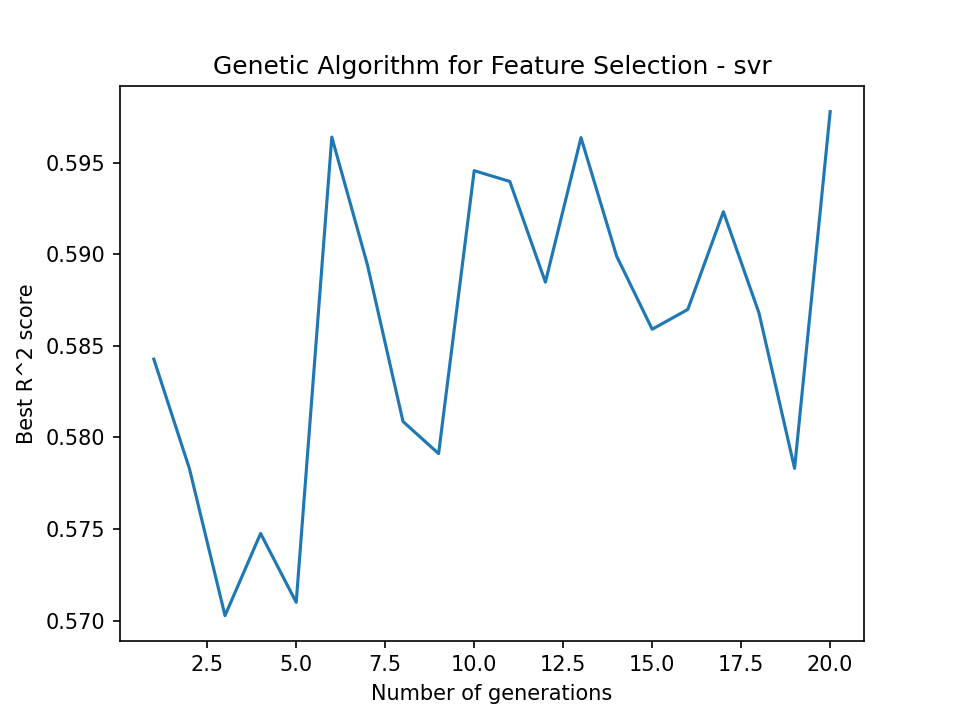 Genetic Algorithm for Feature Selection - svr
Best R^2 score
0.595
0.590
0.585
0.580
0.575
0.570
2.5 5.0 7.5 10.0 12.5 15.0 17.5 20.0
Number of generations